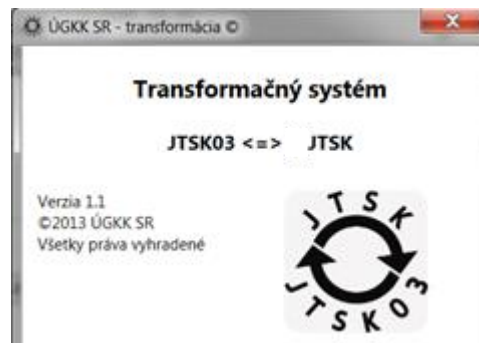 ÚGKK SR - transformácia ©
Transformačný systém
JTSK03 <=> JTSK
Verzia 1.1
©2013 ÚGKK SR
Všetky práva vyhradené
JTSK
JTSK03